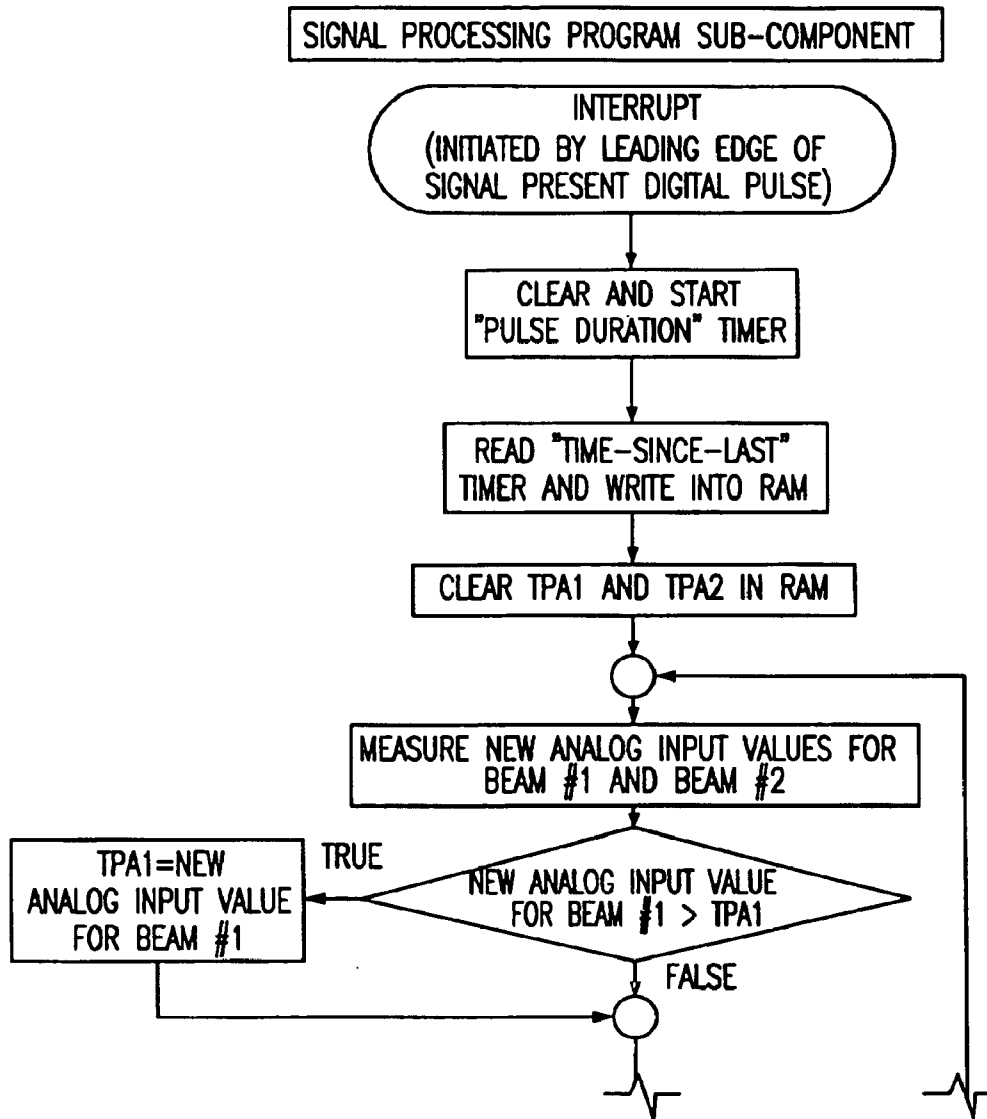 SIGNAL PROCESSING PROGRAM SUB-COMPONENT
INTERRUPT
(INITIATED BY LEADING EDGE OF
SIGNAL PRESENT DIGITAL PULSE)
CLEAR AND START
"PULSE DURATION" TIMER
READ "TIME-SINCE-LAST"
TIMER AND WRITE INTO RAM
CLEAR TPA1 AND TPA2 IN RAM
MEASURE NEW ANALOG INPUT VALUES FOR
BEAM #1 AND BEAM #2
NEW ANALOG INPUT VALUE
FOR BEAM #1 > TPA1
TRUE
TPA1=NEW
ANALOG INPUT VALUE
FOR BEAM #1
FALSE